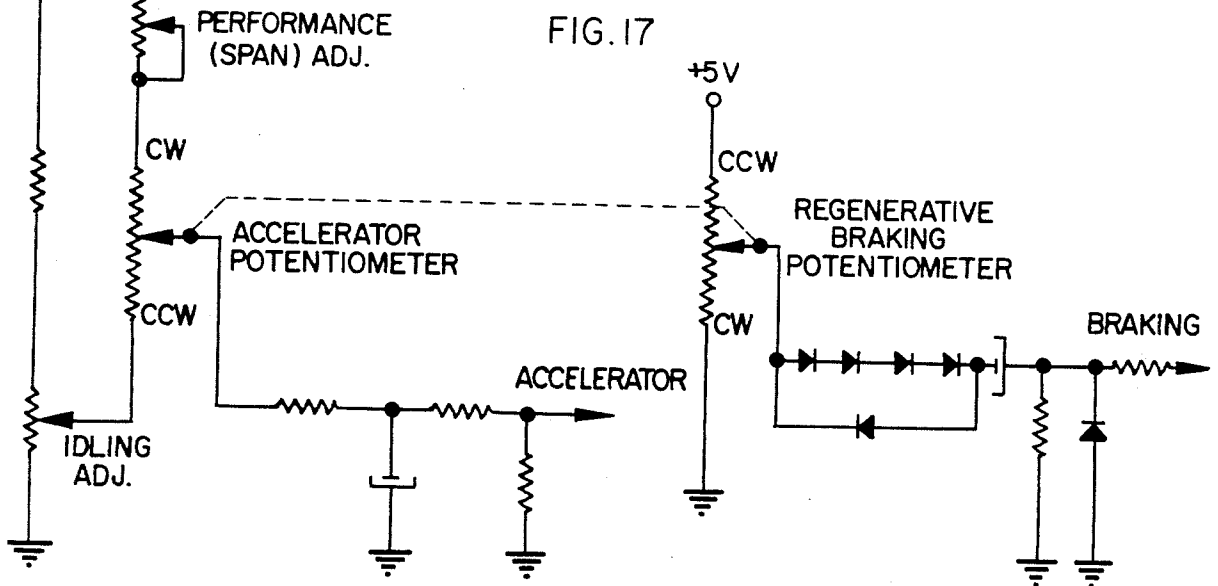 PERFORMANCE
(SPAN) ADJ.
FIG.17
+5V
CW
CCW
ACCELERATOR
POTENTIOMETER
REGENERATIVE
BRAKING
POTENTIOMETER
CCW
CW
BRAKING
ACCELERATOR
IDLING
ADJ.